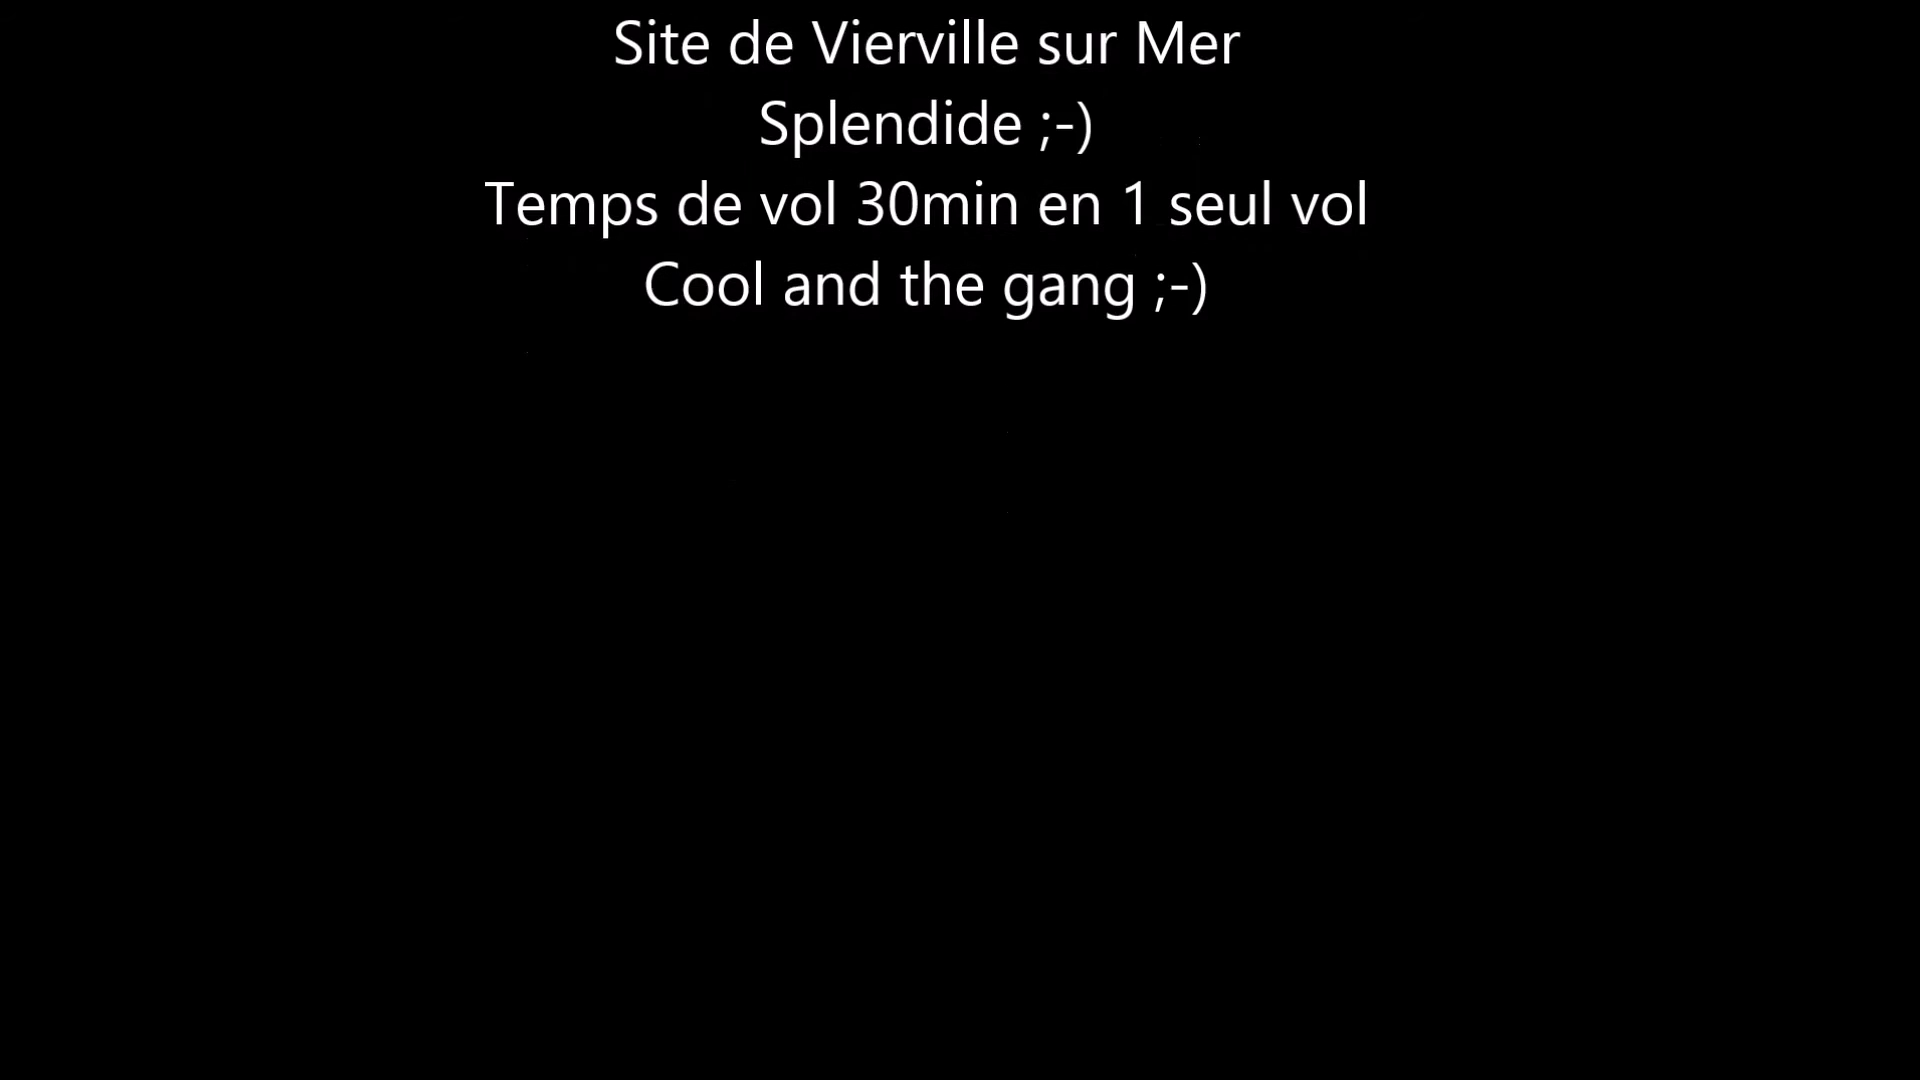 Site de Vierville sur Mer
Splendide ;-)
Temps de vol 30min en 1 seul vol
Cool and the gang ;-)